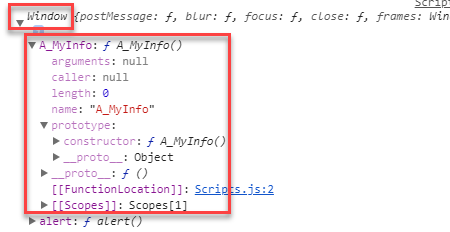 Scrip
Window {postMessage: ƒ, blur: ƒ, focus: ƒ, close: ƒ, frames: Win
A_MyInfo: ƒ A_MyInfo()
arguments: null
caller: null
length: 0
name: "A_MyInfo"
prototype:
constructor: ƒ A_MyInfo()
__proto__: Object
__proto__: ƒ ()
[[FunctionLocation]]: Scripts.js:2
[[Scopes]]: Scopes[1]
alert: ƒ alert()